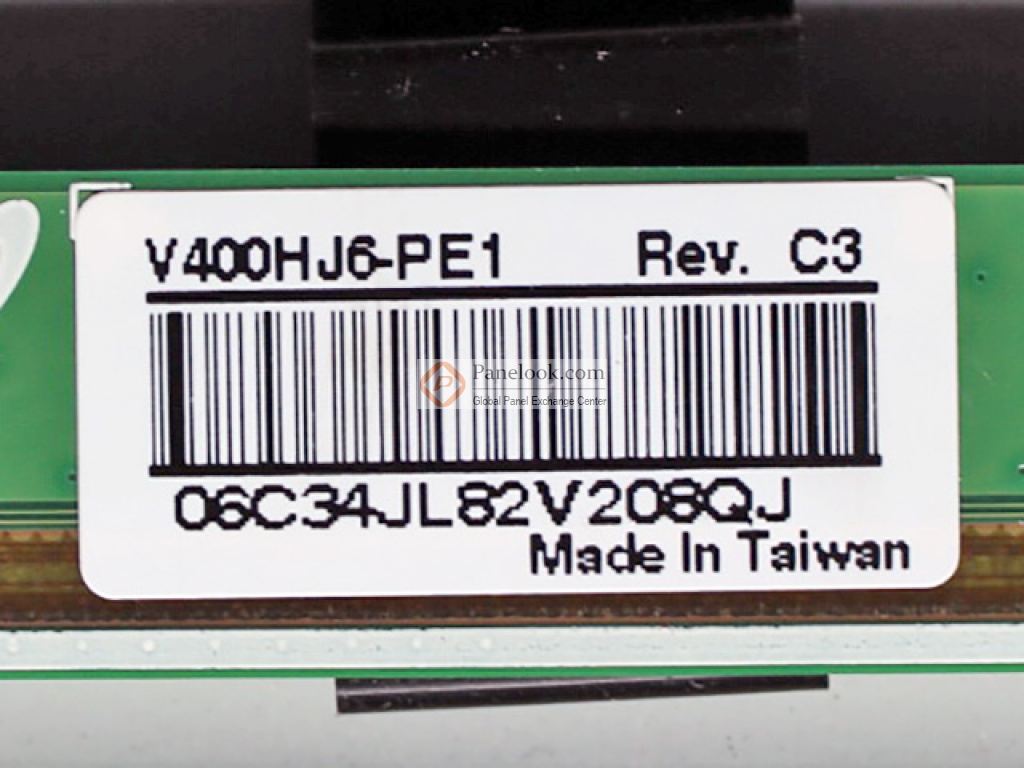 V400HJ6-PE1 Rev. C3
Panelook.com
Global Panel Exchange Center
06C34JL82V208QJ
Made In Taiwan